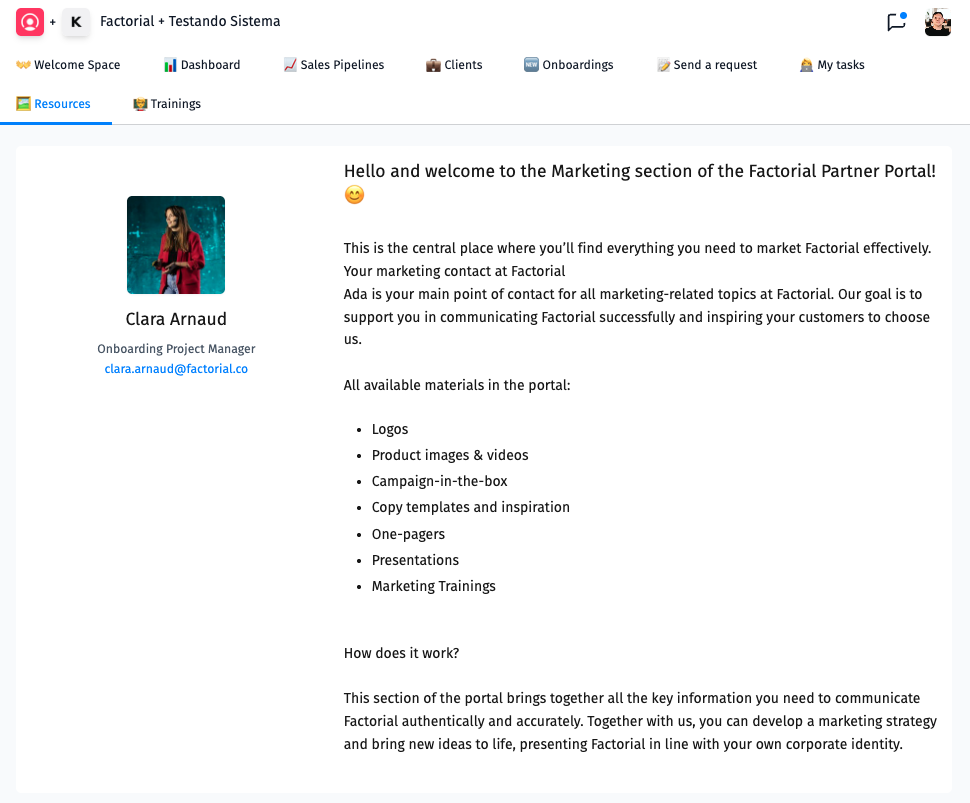 + K Factorial + Testando Sistema
Welcome Space Dashboard Sales Pipelines Clients NEW Onboardings Send a request My tasks
Resources Trainings
Hello and welcome to the Marketing section of the Factorial Partner Portal!
This is the central place where you’ll find everything you need to market Factorial effectively.
Your marketing contact at Factorial
Ada is your main point of contact for all marketing-related topics at Factorial. Our goal is to
support you in communicating Factorial successfully and inspiring your customers to choose
us.
Clara Arnaud
Onboarding Project Manager
clara.arnaud@factorial.co
All available materials in the portal:
• Logos
• Product images & videos
• Campaign-in-the-box
• Copy templates and inspiration
• One-pagers
• Presentations
• Marketing Trainings
How does it work?
This section of the portal brings together all the key information you need to communicate
Factorial authentically and accurately. Together with us, you can develop a marketing strategy
and bring new ideas to life, presenting Factorial in line with your own corporate identity.